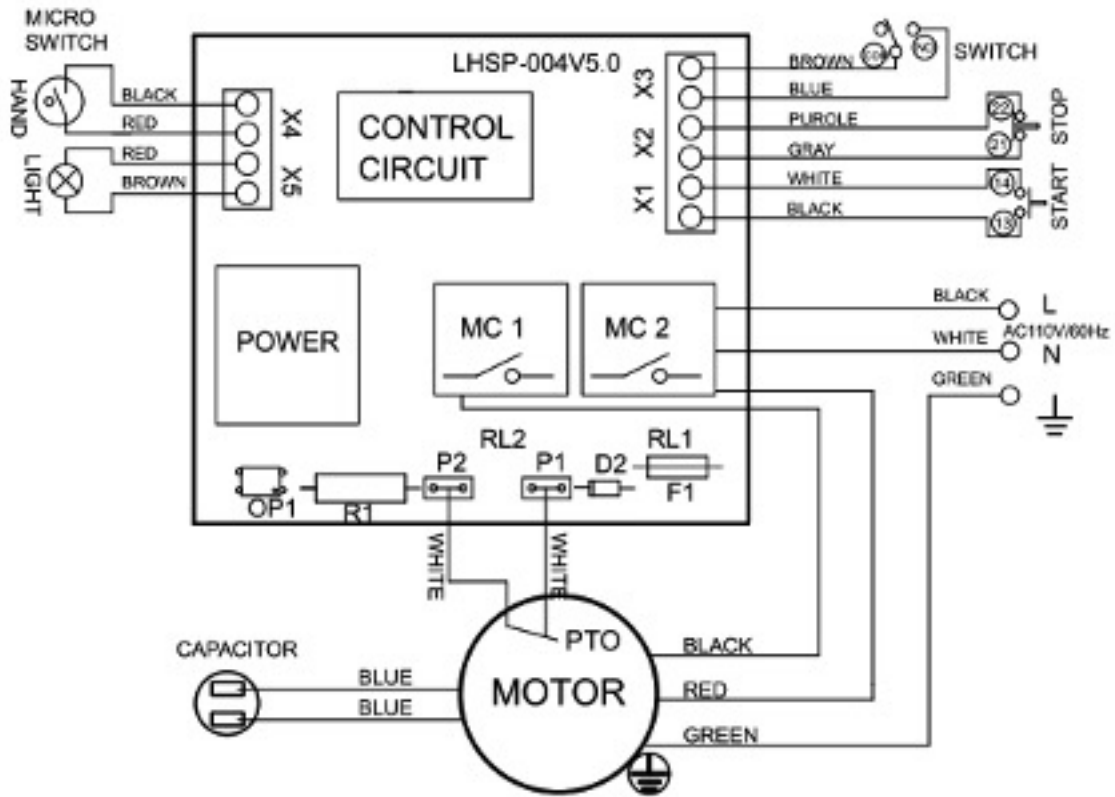 MICRO
SWITCH
HAND
BLACK
RED
X4
LIGHT
RED
BROWN
X5
LHSP-004V5.0
CONTROL
CIRCUIT
X3
BROWN
COM
NO
SWITCH
BLUE
X2
PUROLE
22
GRAY
21
STOP
X1
WHITE
14
BLACK
13
START
POWER
MC 1
MC 2
BLACK
L
AC110V/60Hz
WHITE
N
GREEN
RL2
RL1
P2
P1
D2
F1
OP1
R1
WHITE
WHITE
PTO
MOTOR
CAPACITOR
BLUE
BLUE
BLACK
RED
GREEN